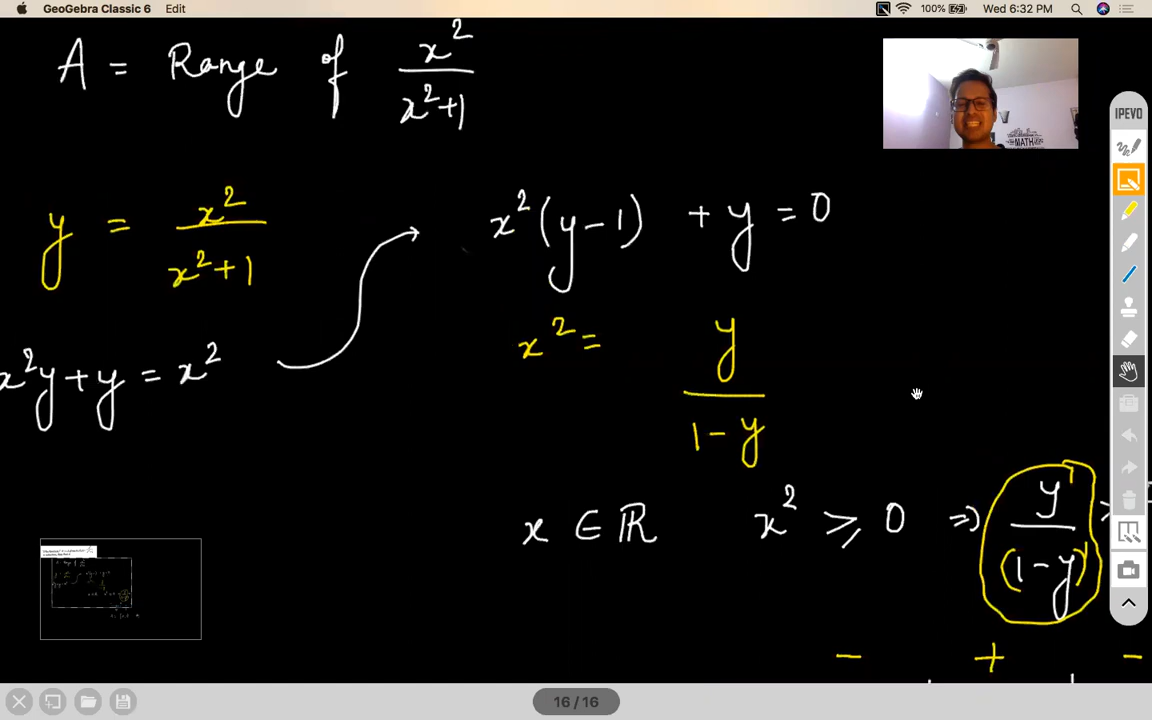 GeoGebra Classic 6 Edit 100% Wed 6:32 PM
A = Range of x²/(x²+1)
MATH
IPEVO
y = x²/(x²+1)
x²(y-1) + y = 0
x²y+y = x²
x² = y/(1-y)
x ∈ ℝ x² ≥ 0 ⇒ y/(1-y) >
- + -
16 / 16